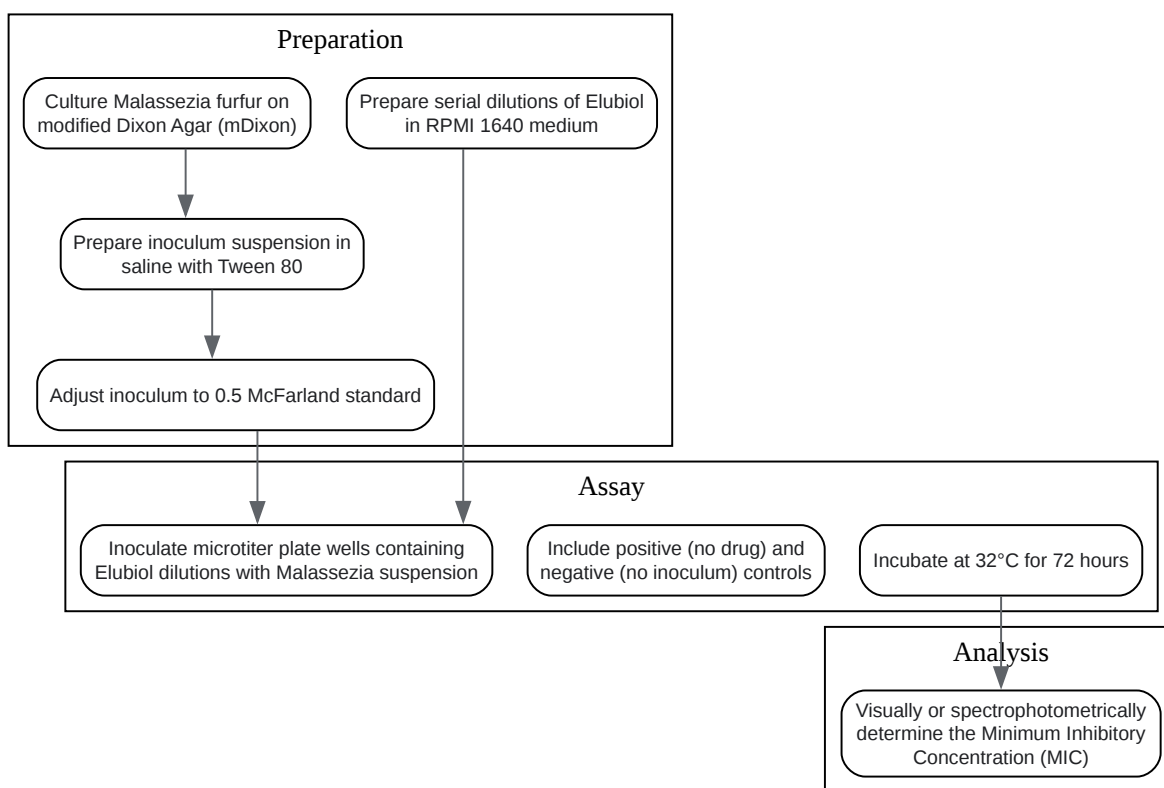 Preparation
Culture Malassezia furfur on
modified Dixon Agar (mDixon)
Prepare serial dilutions of Elubiol
in RPMI 1640 medium
Prepare inoculum suspension in
saline with Tween 80
Adjust inoculum to 0.5 McFarland standard
Assay
Inoculate microtiter plate wells containing
Elubiol dilutions with Malassezia suspension
Include positive (no drug) and
negative (no inoculum) controls
Incubate at 32°C for 72 hours
Analysis
Visually or spectrophotometrically
determine the Minimum Inhibitory
Concentration (MIC)